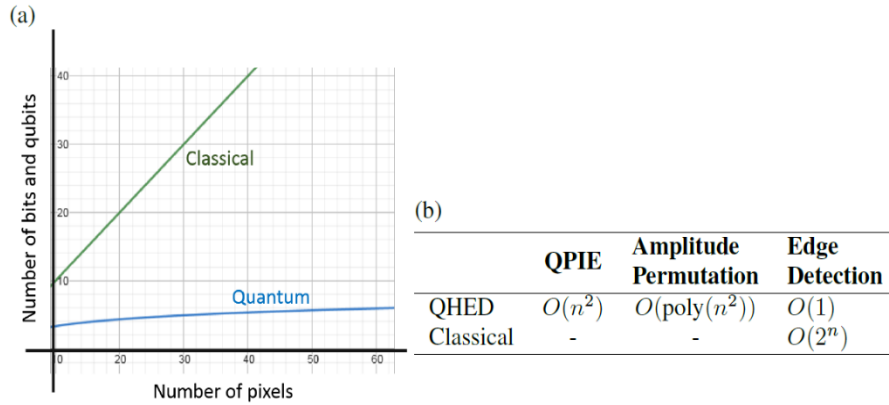 (a)
Number of bits and qubits
40
30
20
10
Classical
Quantum
10 20 30 40 50 60
Number of pixels
(b)
QPIE Amplitude Permutation Edge Detection
QHED O(n²) O(poly(n²)) O(1)
Classical - - O(2ⁿ)